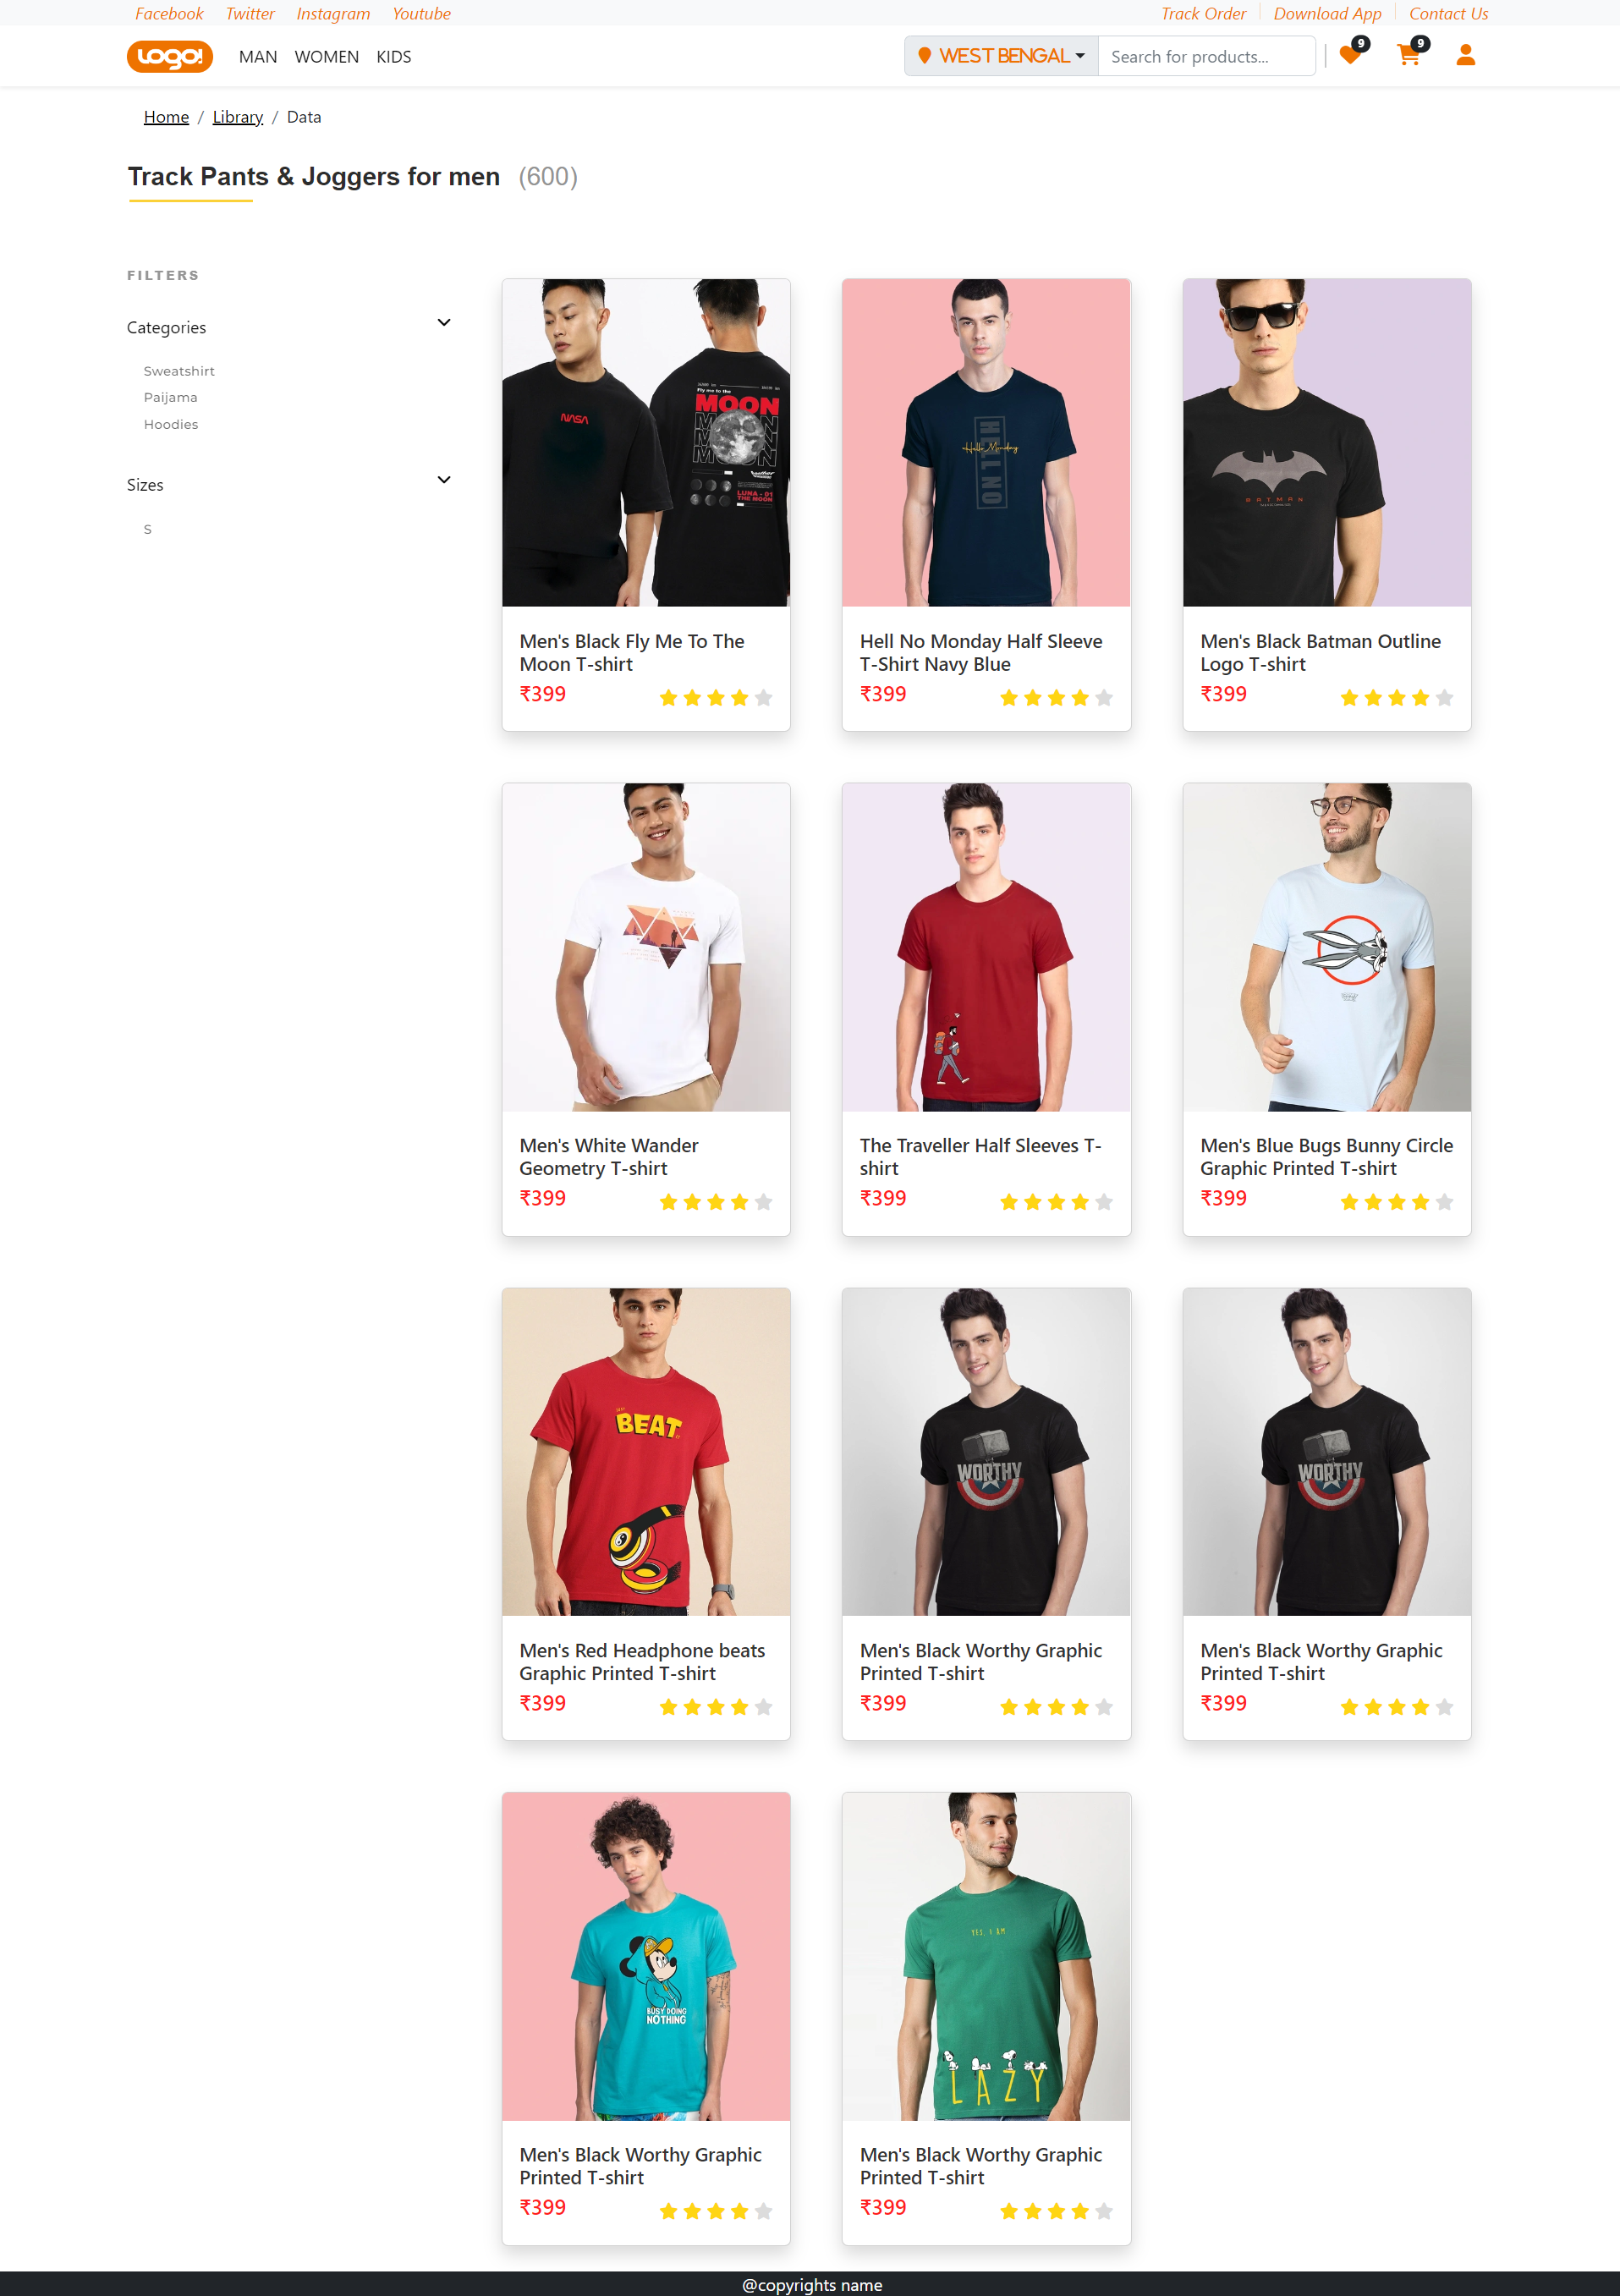 Facebook Twitter Instagram Youtube Track Order Download App Contact Us
LOGO! MAN WOMEN KIDS WEST BENGAL Search for products... 9 9
Home / Library / Data
Track Pants & Joggers for men (600)
FILTERS
Categories
Sweatshirt
Paijama
Hoodies
Sizes
S
NASA
Fly me to the
MOON
MOON
MOON
MOON
LUNA - 01
THE MOON
HELL NO
Hello Monday
BATMAN
Men's Black Fly Me To The
Moon T-shirt
₹399
Hell No Monday Half Sleeve
T-Shirt Navy Blue
₹399
Men's Black Batman Outline
Logo T-shirt
₹399
Men's White Wander
Geometry T-shirt
₹399
The Traveller Half Sleeves T-
shirt
₹399
Men's Blue Bugs Bunny Circle
Graphic Printed T-shirt
₹399
BEAT
WORTHY
WORTHY
Men's Red Headphone beats
Graphic Printed T-shirt
₹399
Men's Black Worthy Graphic
Printed T-shirt
₹399
Men's Black Worthy Graphic
Printed T-shirt
₹399
BUSY DOING
NOTHING
YES, I AM
LAZY
Men's Black Worthy Graphic
Printed T-shirt
₹399
Men's Black Worthy Graphic
Printed T-shirt
₹399
@copyrights name